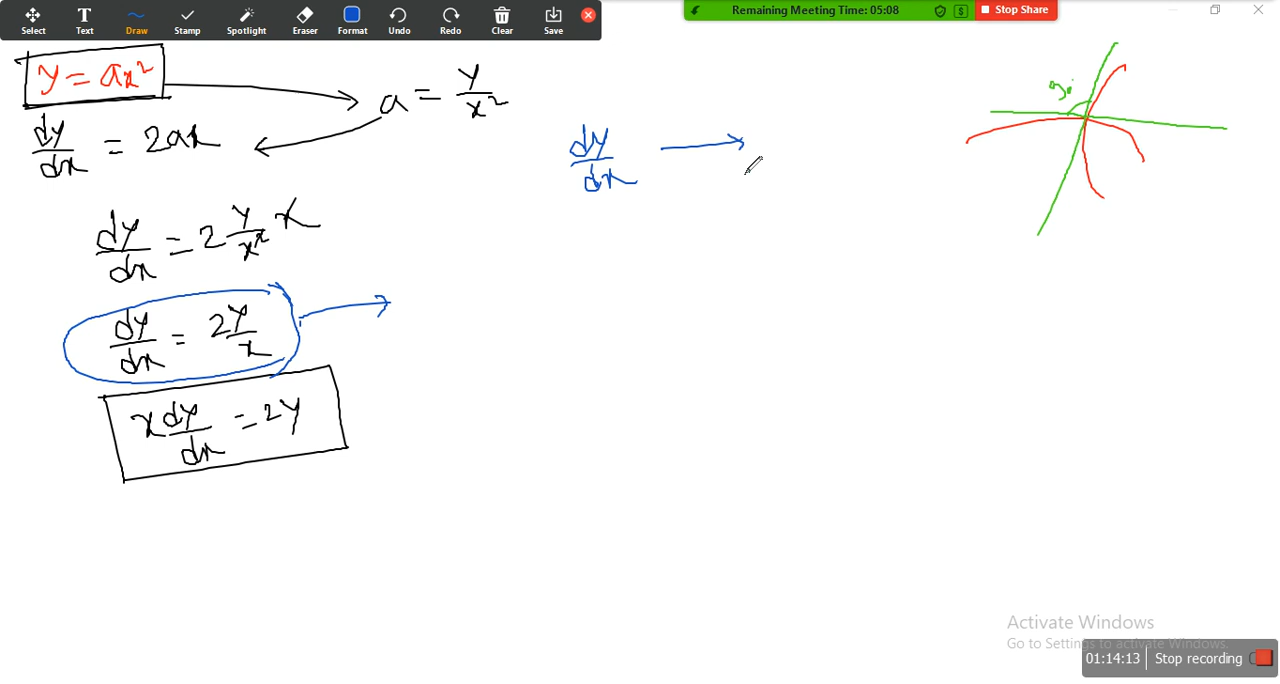 Select Text Draw Stamp Spotlight Eraser Format Undo Redo Clear Save
Remaining Meeting Time: 05:08 Stop Share
y = ax²
a = y/x²
dy/dx = 2ax
dy/dx →
dy/dx = 2 y/x² x
dy/dx = 2y/x
x dy/dx = 2y
Activate Windows
Go to Settings to activate Windows.
01:14:13 Stop recording